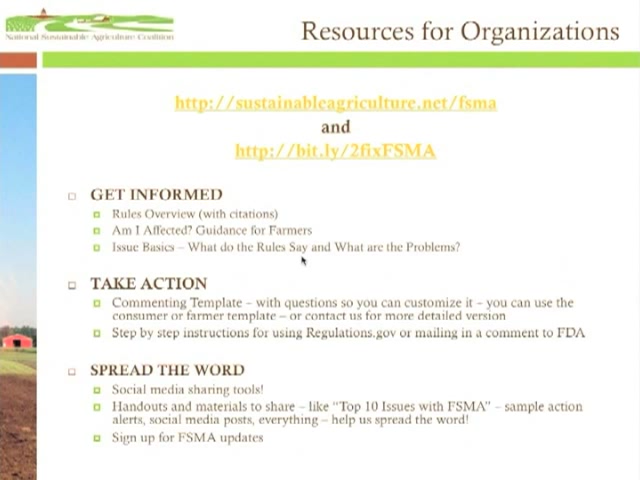 National Sustainable Agriculture Coalition
Resources for Organizations
http://sustainableagriculture.net/fsma
and
http://bit.ly/2fixFSMA
GET INFORMED
Rules Overview (with citations)
Am I Affected? Guidance for Farmers
Issue Basics – What do the Rules Say and What are the Problems?
TAKE ACTION
Commenting Template – with questions so you can customize it – you can use the
consumer or farmer template – or contact us for more detailed version
Step by step instructions for using Regulations.gov or mailing in a comment to FDA
SPREAD THE WORD
Social media sharing tools!
Handouts and materials to share – like “Top 10 Issues with FSMA” – sample action
alerts, social media posts, everything – help us spread the word!
Sign up for FSMA updates